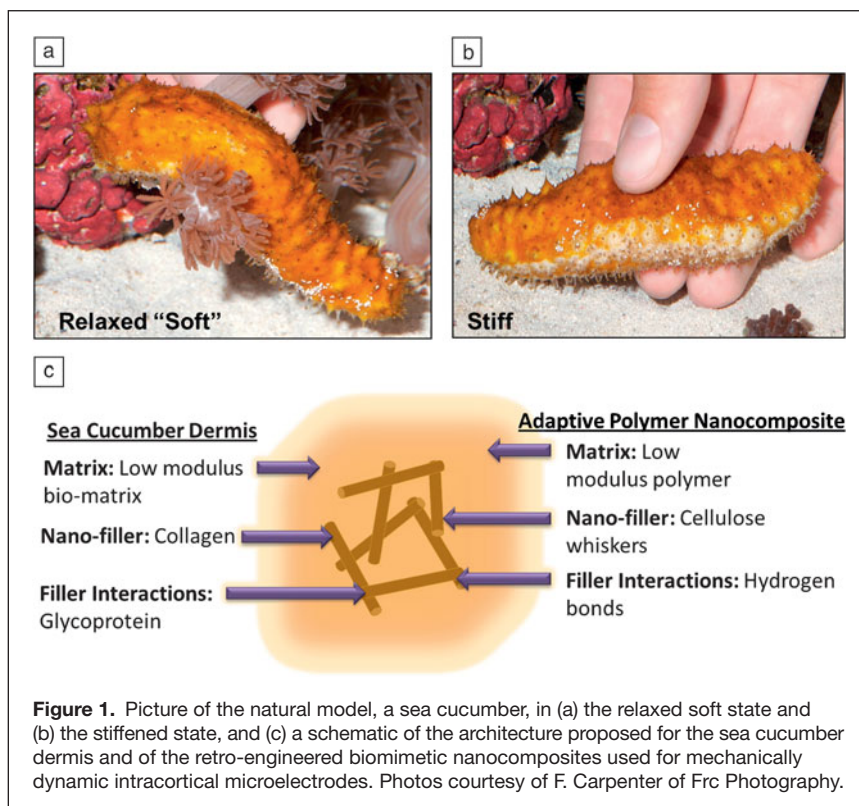 a
b
Relaxed "Soft"
Stiff
c
Sea Cucumber Dermis
Matrix: Low modulus
bio-matrix
Nano-filler: Collagen
Filler Interactions:
Glycoprotein
Adaptive Polymer Nanocomposite
Matrix: Low
modulus polymer
Nano-filler: Cellulose
whiskers
Filler Interactions: Hydrogen
bonds
Figure 1. Picture of the natural model, a sea cucumber, in (a) the relaxed soft state and
(b) the stiffened state, and (c) a schematic of the architecture proposed for the sea cucumber
dermis and of the retro-engineered biomimetic nanocomposites used for mechanically
dynamic intracortical microelectrodes. Photos courtesy of F. Carpenter of Frc Photography.